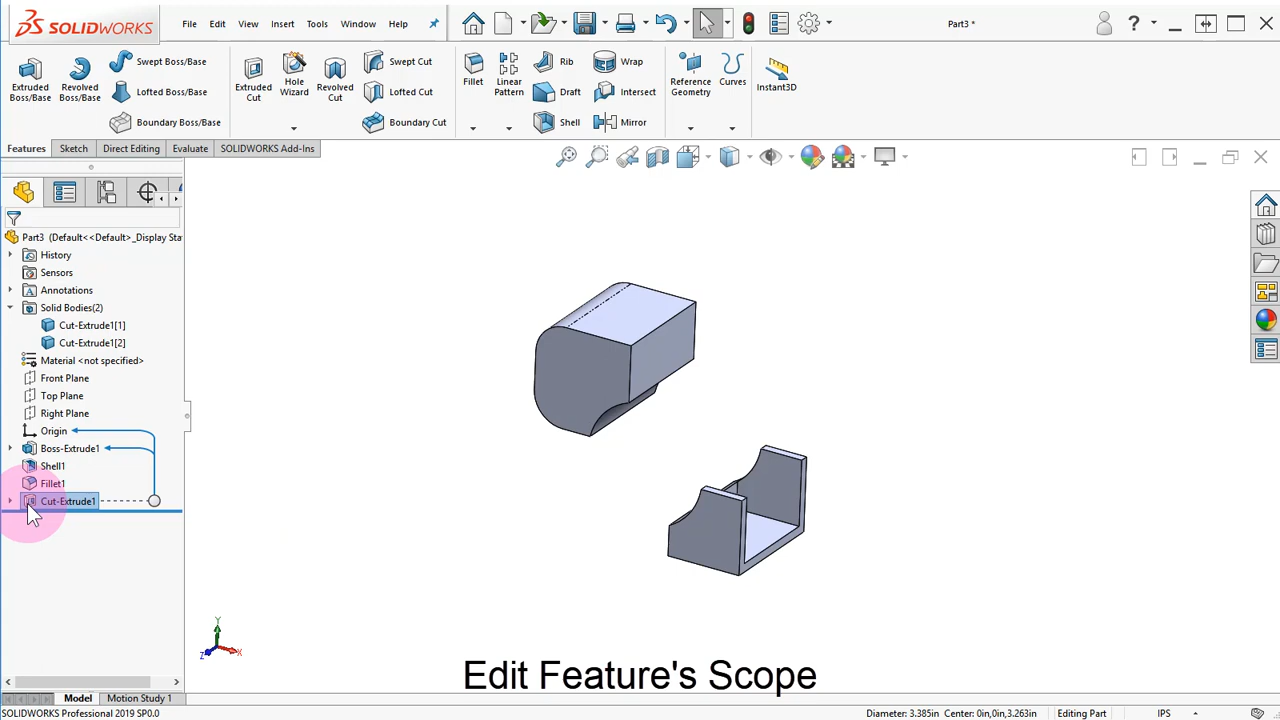 SOLIDWORKS
File Edit View Insert Tools Window Help
Part3 *
Extruded Boss/Base
Revolved Boss/Base
Swept Boss/Base
Lofted Boss/Base
Boundary Boss/Base
Extruded Cut
Hole Wizard
Revolved Cut
Swept Cut
Lofted Cut
Boundary Cut
Fillet
Linear Pattern
Rib
Draft
Shell
Wrap
Intersect
Mirror
Reference Geometry
Curves
Instant3D
Features Sketch Direct Editing Evaluate SOLIDWORKS Add-Ins
Part3 (Default<<Default>_Display Sta
History
Sensors
Annotations
Solid Bodies(2)
Cut-Extrude1[1]
Cut-Extrude1[2]
Material <not specified>
Front Plane
Top Plane
Right Plane
Origin
Boss-Extrude1
Shell1
Fillet1
Cut-Extrude1
Y
Z
X
Edit Feature's Scope
Model Motion Study 1
SOLIDWORKS Professional 2019 SP0.0
Diameter: 3.385in Center: 0in,0in,3.263in Editing Part IPS